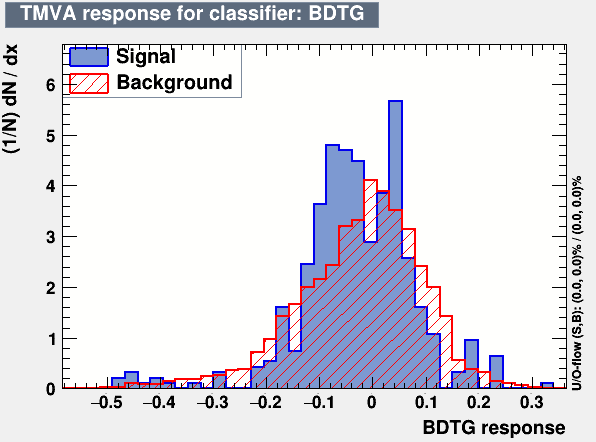 TMVA response for classifier: BDTG
Signal
Background
(1/N) dN / dx
6
5
4
3
2
1
0
−0.5 −0.4 −0.3 −0.2 −0.1 0 0.1 0.2 0.3
BDTG response
U/O-flow (S,B): (0.0, 0.0)% / (0.0, 0.0)%